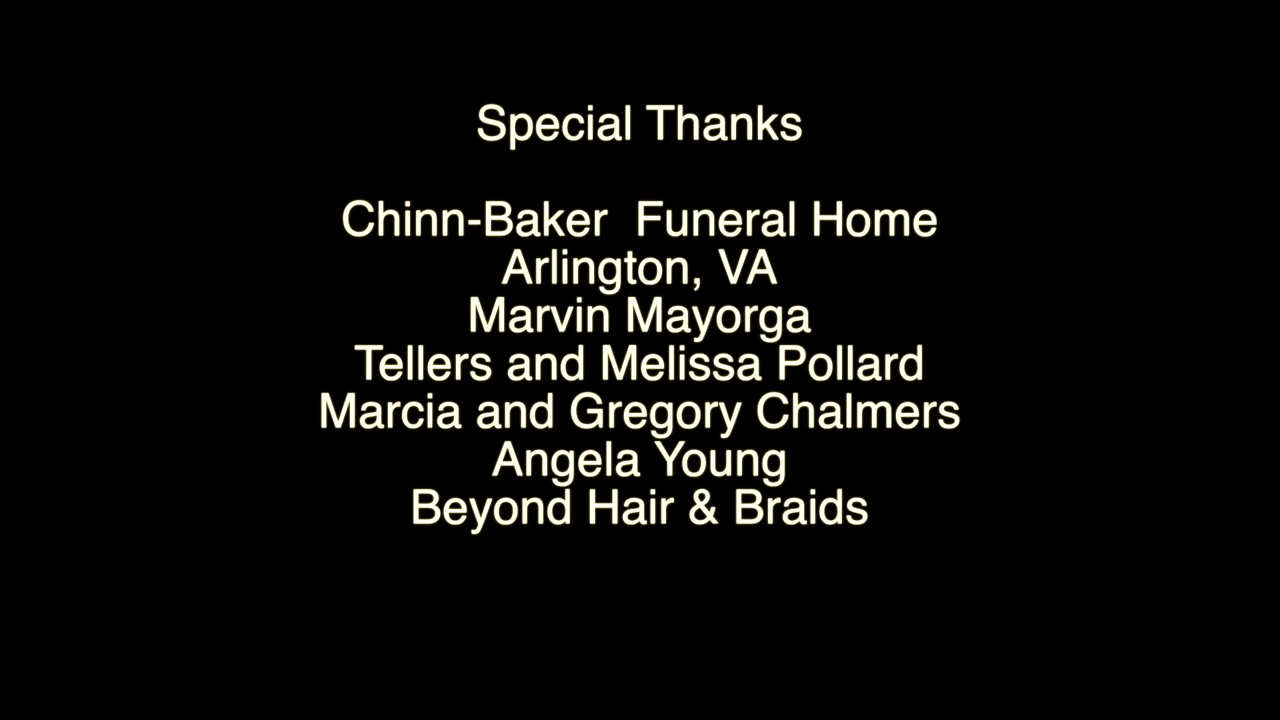 Special Thanks
Chinn-Baker  Funeral Home
Arlington, VA
Marvin Mayorga
Tellers and Melissa Pollard
Marcia and Gregory Chalmers
Angela Young
Beyond Hair & Braids